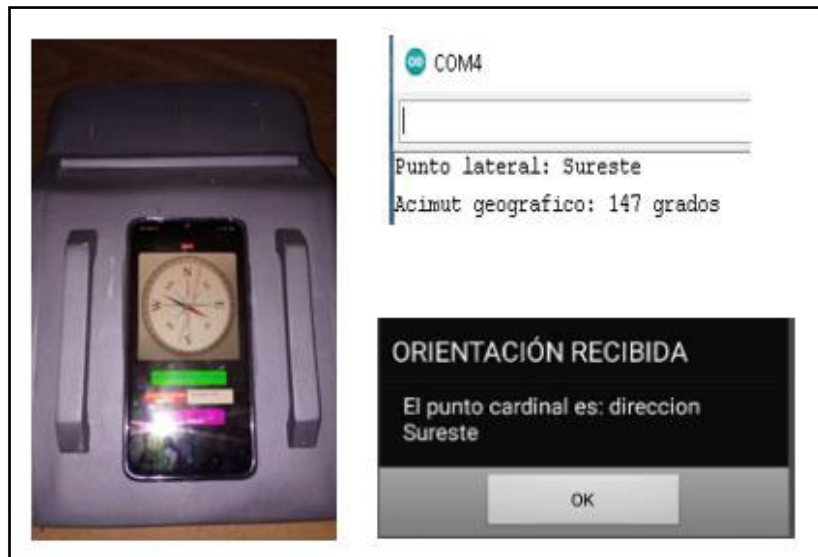 N
W
E
S
COM4
Punto lateral: Sureste
Acimut geografico: 147 grados
ORIENTACIÓN RECIBIDA
El punto cardinal es: direccion
Sureste
OK